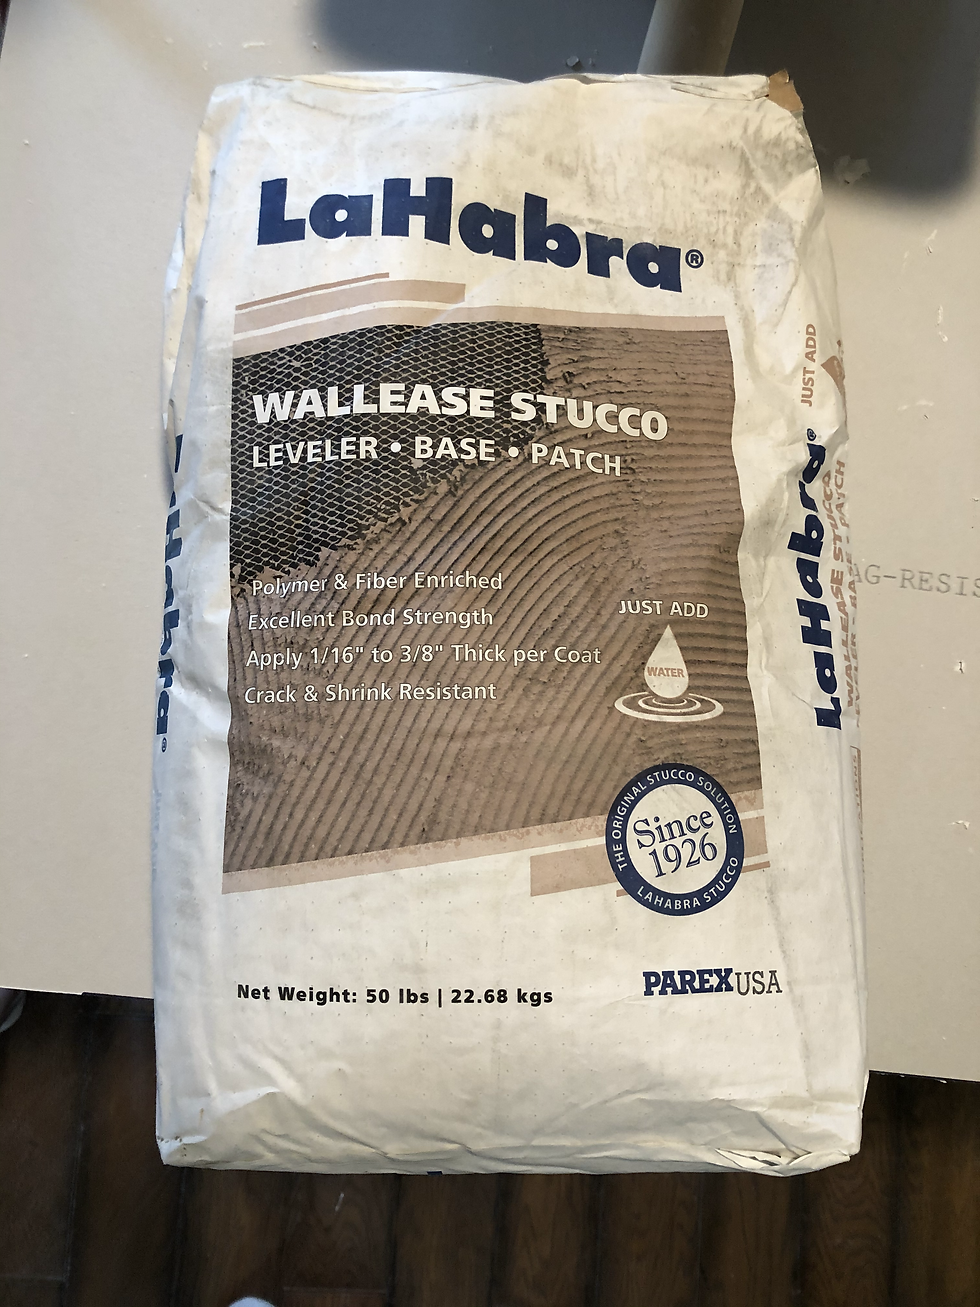 LaHabra®
WALLEASE STUCCO
LEVELER • BASE • PATCH
Polymer & Fiber Enriched
Excellent Bond Strength
Apply 1/16" to 3/8" Thick per Coat
Crack & Shrink Resistant
JUST ADD
WATER
THE ORIGINAL STUCCO SOLUTION
Since
1926
LAHABRA STUCCO
Net Weight: 50 lbs | 22.68 kgs
PAREXUSA
LaHabra®
LaHabra®
JUST ADD
WALLEASE STUCCO
BASE • PATCH
AG-RESIS